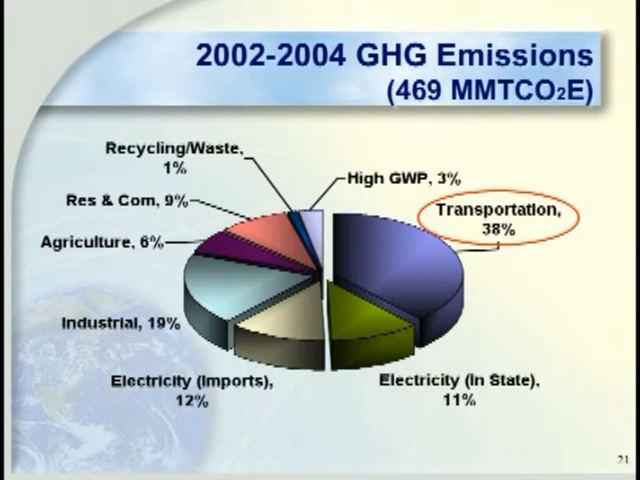 2002-2004 GHG Emissions
(469 MMTCO2E)
Recycling/Waste,
1%
High GWP, 3%
Res & Com, 9%
Transportation,
38%
Agriculture, 6%
Industrial, 19%
Electricity (Imports),
12%
Electricity (In State),
11%
21